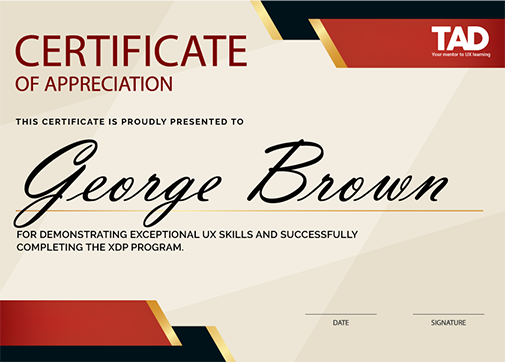 CERTIFICATE
OF APPRECIATION
TAD
Your mentor to UX learning
THIS CERTIFICATE IS PROUDLY PRESENTED TO
George Brown
FOR DEMONSTRATING EXCEPTIONAL UX SKILLS AND SUCCESSFULLY
COMPLETING THE XDP PROGRAM.
DATE SIGNATURE